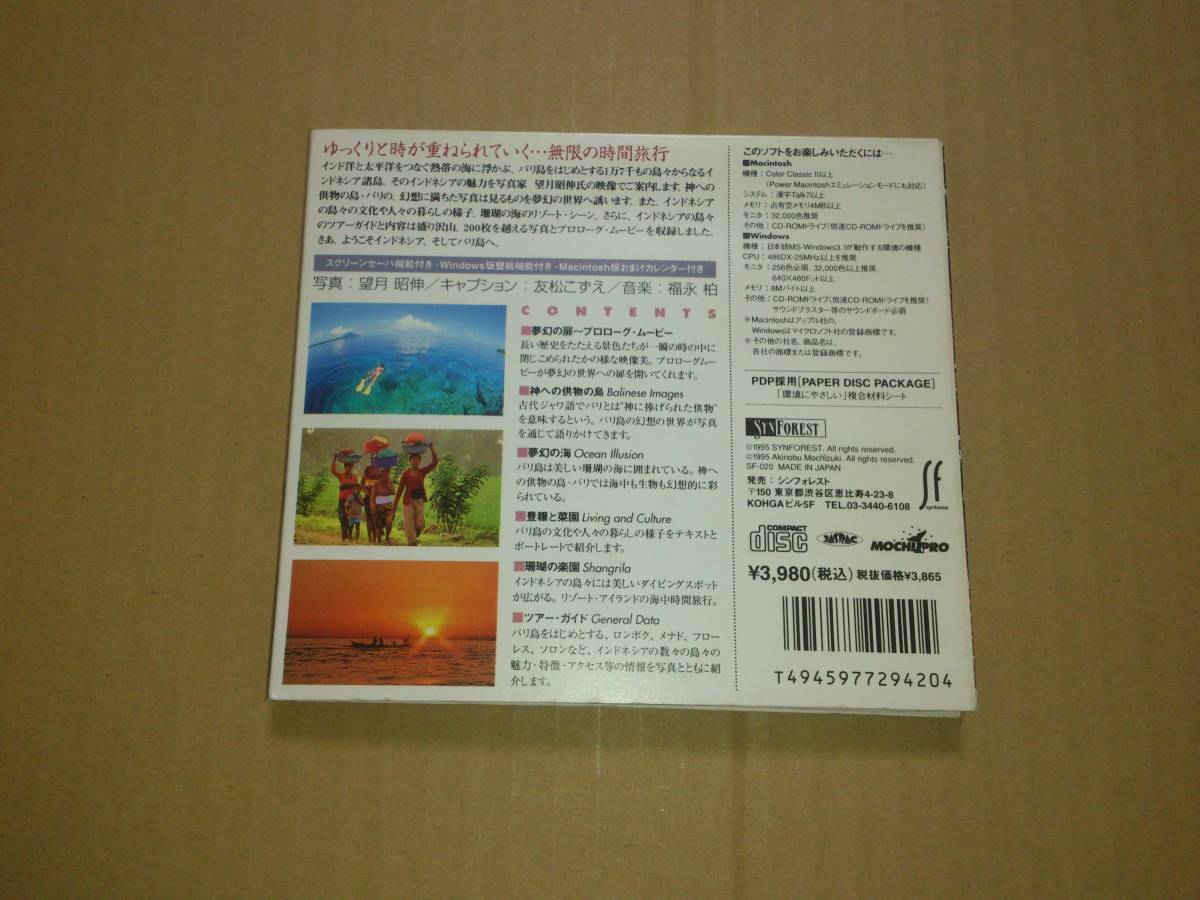 ゆっくりと時が重ねられていく…無限の時間旅行
インド洋と太平洋をつなぐ熱帯の海に浮かぶ、バリ島をはじめとする1万7千もの島々からなるイ
ンドネシア諸島。そのインドネシアの魅力を写真家 望月昭伸氏の映像でご案内します。神への
供物の島・バリの、幻想に満ちた写真は見るものを夢幻の世界へ誘います。また、インドネシア
の島々の文化や人々の暮らしの様子、珊瑚の海のリゾート・シーン、さらに、インドネシアの島々
のツアーガイドと内容は盛り沢山。200枚を越える写真とプロローグ・ムービーを収録しました。
さあ、ようこそインドネシア、そしてバリ島へ。
スクリーンセーバ機能付き・Windows版壁紙機能付き・Macintosh版おまけカレンダー付き
写真：望月 昭伸／キャプション：友松こずえ／音楽：福永 柏
CONTENTS
■夢幻の扉〜プロローグ・ムービー
長い歴史をたたえる景色たちが一瞬の時の中に
閉じこめられたかの様な映像美。プロローグムー
ビーが夢幻の世界への扉を開いてくれます。
■神への供物の島 Balinese Images
古代ジャワ語でバリとは"神に捧げられた供物"
を意味するという。バリ島の幻想の世界が写真
を通じて語りかけてきます。
■夢幻の海 Ocean Illusion
バリ島は美しい珊瑚の海に囲まれている。神へ
の供物の島・バリでは海中も生物も幻想的に彩
られている。
■豊穣と菜園 Living and Culture
バリ島の文化や人々の暮らしの様子をテキストと
ポートレートで紹介します。
■珊瑚の楽園 Shangrila
インドネシアの島々には美しいダイビングスポット
が広がる。リゾート・アイランドの海中時間旅行。
■ツアー・ガイド General Data
バリ島をはじめとする、ロンボク、メナド、フロー
レス、ソロンなど、インドネシアの数々の島々の
魅力・特徴・アクセス等の情報を写真とともに紹
介します。
このソフトをお楽しみいただくには…
■Macintosh
機種：Color Classic II以上
(Power Macintoshエミュレーションモードにも対応)
システム：漢字Talk7以上
メモリ：占有空メモリ4MB以上
モニタ：32,000色推奨
その他：CD-ROMドライブ(倍速CD-ROMドライブを推奨)
■Windows
機種：日本語MS-Windows3.1が動作する環境の機種
CPU：486DX-25MHz以上を推奨
モニタ：256色必須、32,000色以上推奨、
640×480ドット以上
メモリ：8Mバイト以上
その他：CD-ROMドライブ(倍速CD-ROMドライブを推奨)
サウンドブラスター等のサウンドボード必須
※Macintoshはアップル社の、
Windowsはマイクロソフト社の登録商標です。
※その他の社名、商品名は、
各社の商標または登録商標です。
PDP採用[PAPER DISC PACKAGE]
「環境にやさしい」複合材料シート
SYNFOREST
©1995 SYNFOREST. All rights reserved.
©1995 Akinobu Mochizuki. All rights reserved.
SF-020 MADE IN JAPAN
発売：シンフォレスト
〒150 東京都渋谷区恵比寿4-23-8
KOHGAビル5F TEL.03-3440-6108
sf
synforest
COMPACT
disc
JASRAC
MOCHI PRO
¥3,980(税込) 税抜価格¥3,865
T4945977294204